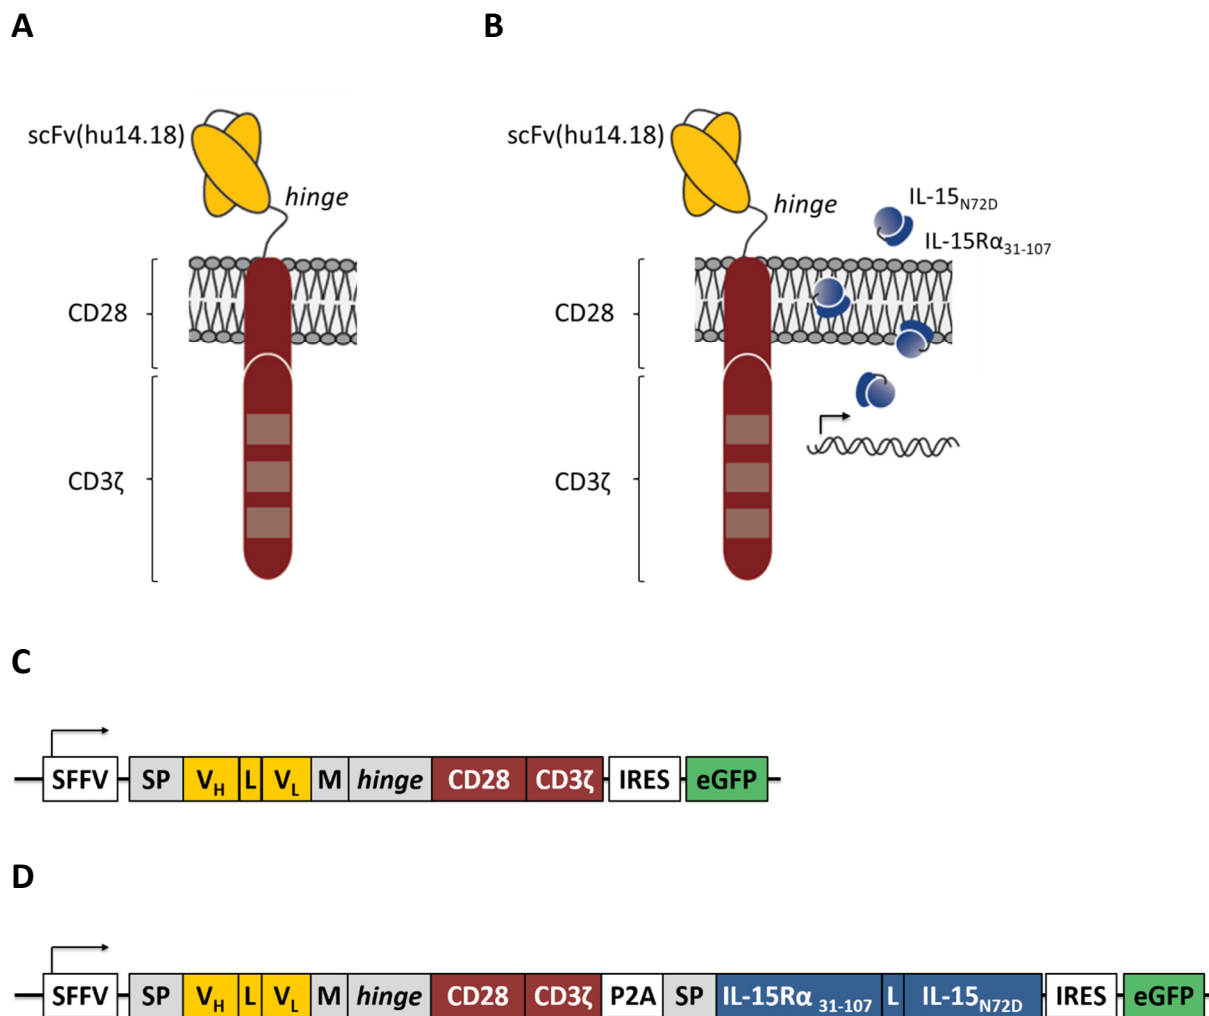 A
B
scFv(hu14.18)
hinge
CD28
CD3ζ
scFv(hu14.18)
hinge
IL-15N72D
IL-15Rα31-107
CD28
CD3ζ
C
SFFV SP VH L VL M hinge CD28 CD3ζ IRES eGFP
D
SFFV SP VH L VL M hinge CD28 CD3ζ P2A SP IL-15Rα 31-107 L IL-15N72D IRES eGFP